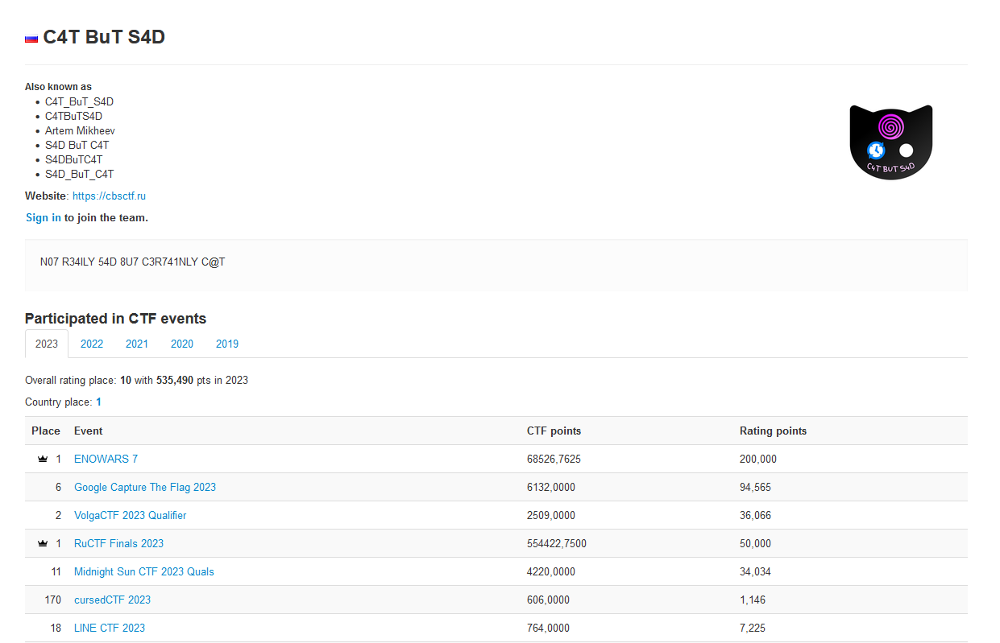 C4T BuT S4D
Also known as
C4T_BuT_S4D
C4TBuTS4D
Artem Mikheev
S4D BuT C4T
S4DBuTC4T
S4D_BuT_C4T
C4T BUT S4D
Website: https://cbsctf.ru
Sign in to join the team.
N07 R34lLY 54D 8U7 C3R741NLY C@T
Participated in CTF events
2023 2022 2021 2020 2019
Overall rating place: 10 with 535,490 pts in 2023
Country place: 1
Place Event CTF points Rating points
1 ENOWARS 7 68526,7625 200,000
6 Google Capture The Flag 2023 6132,0000 94,565
2 VolgaCTF 2023 Qualifier 2509,0000 36,066
1 RuCTF Finals 2023 554422,7500 50,000
11 Midnight Sun CTF 2023 Quals 4220,0000 34,034
170 cursedCTF 2023 606,0000 1,146
18 LINE CTF 2023 764,0000 7,225